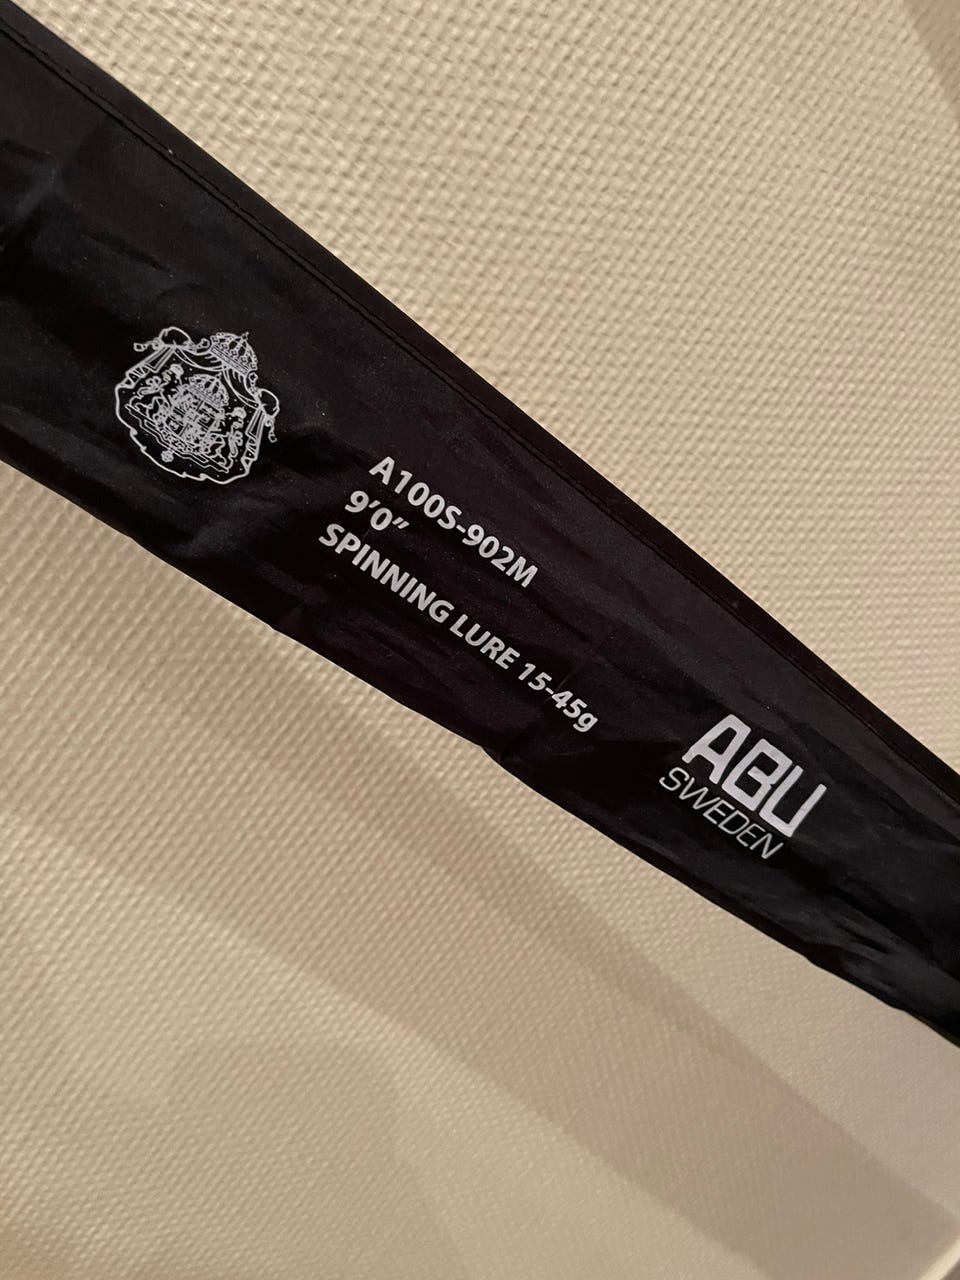 A100S-902M
9'0”
SPINNING LURE 15-45g
ABU
SWEDEN